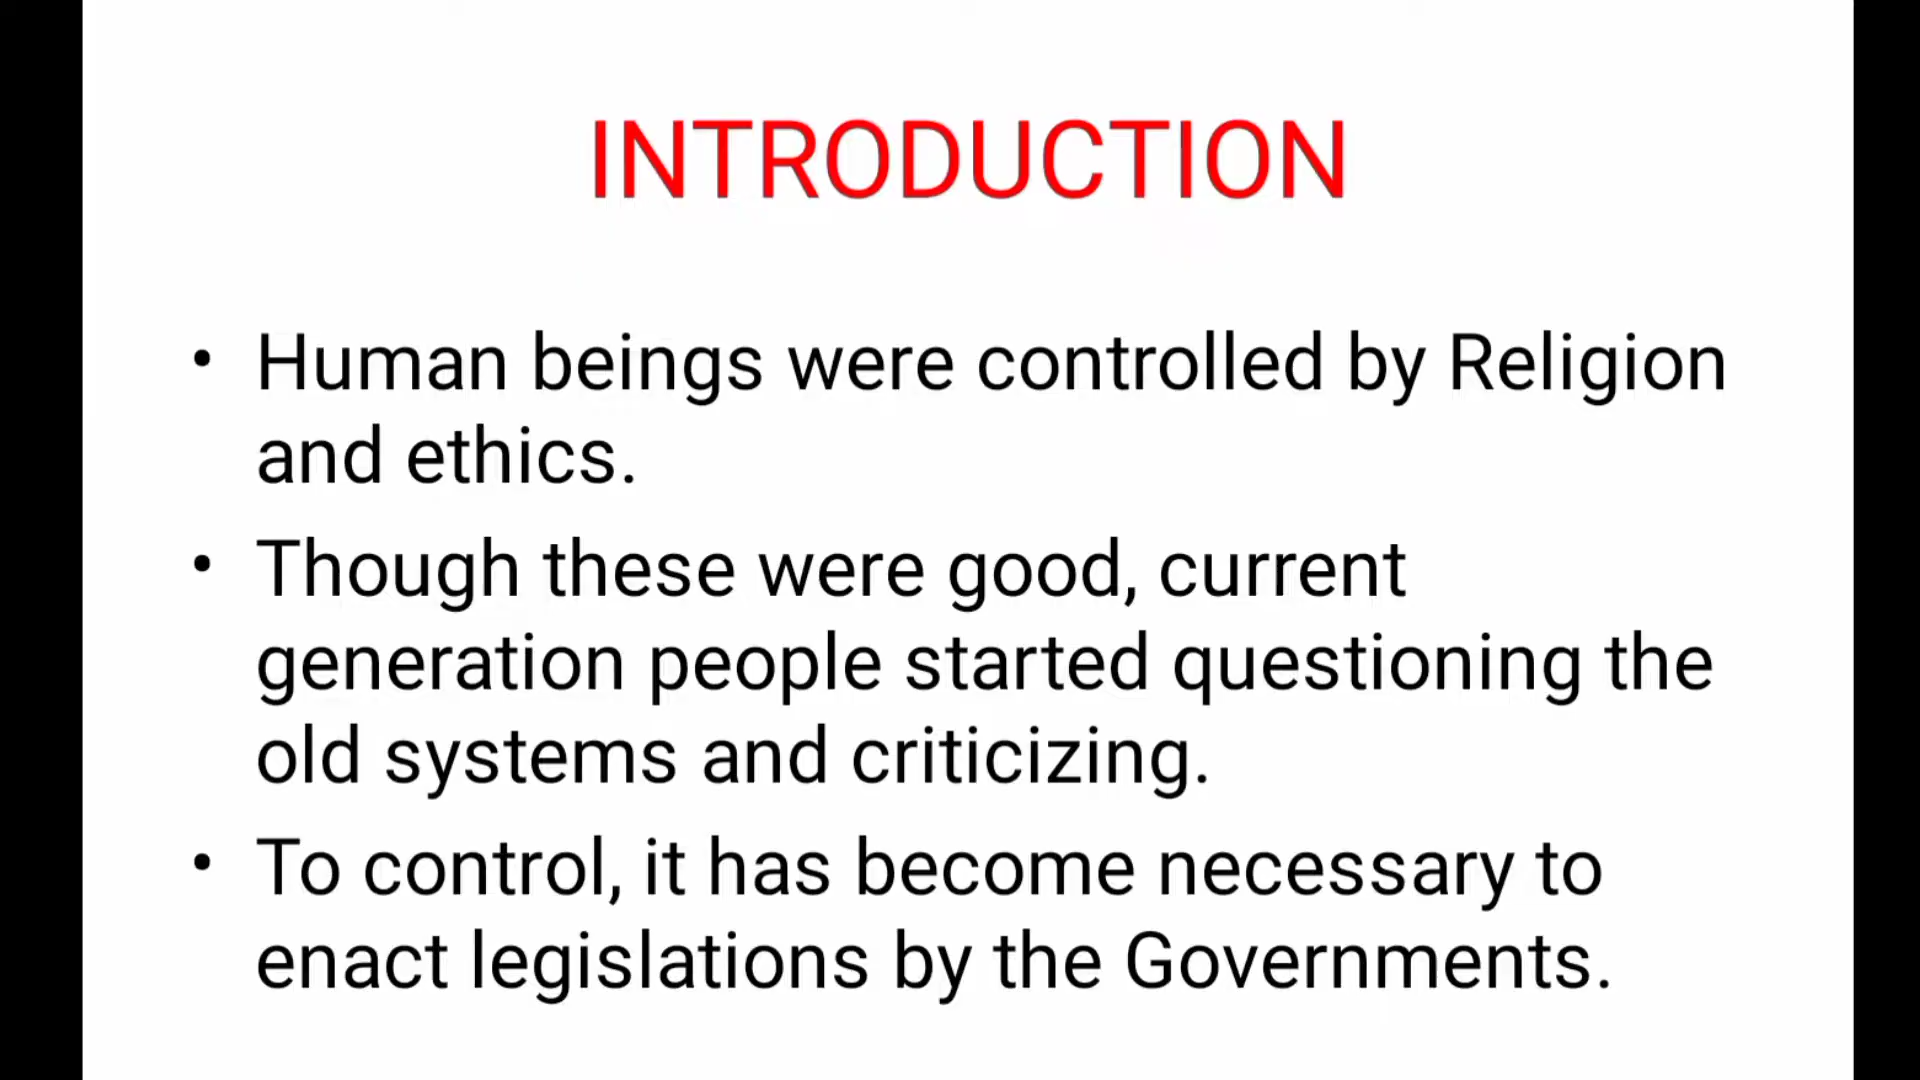 INTRODUCTION
• Human beings were controlled by Religion
and ethics.
• Though these were good, current
generation people started questioning the
old systems and criticizing.
• To control, it has become necessary to
enact legislations by the Governments.